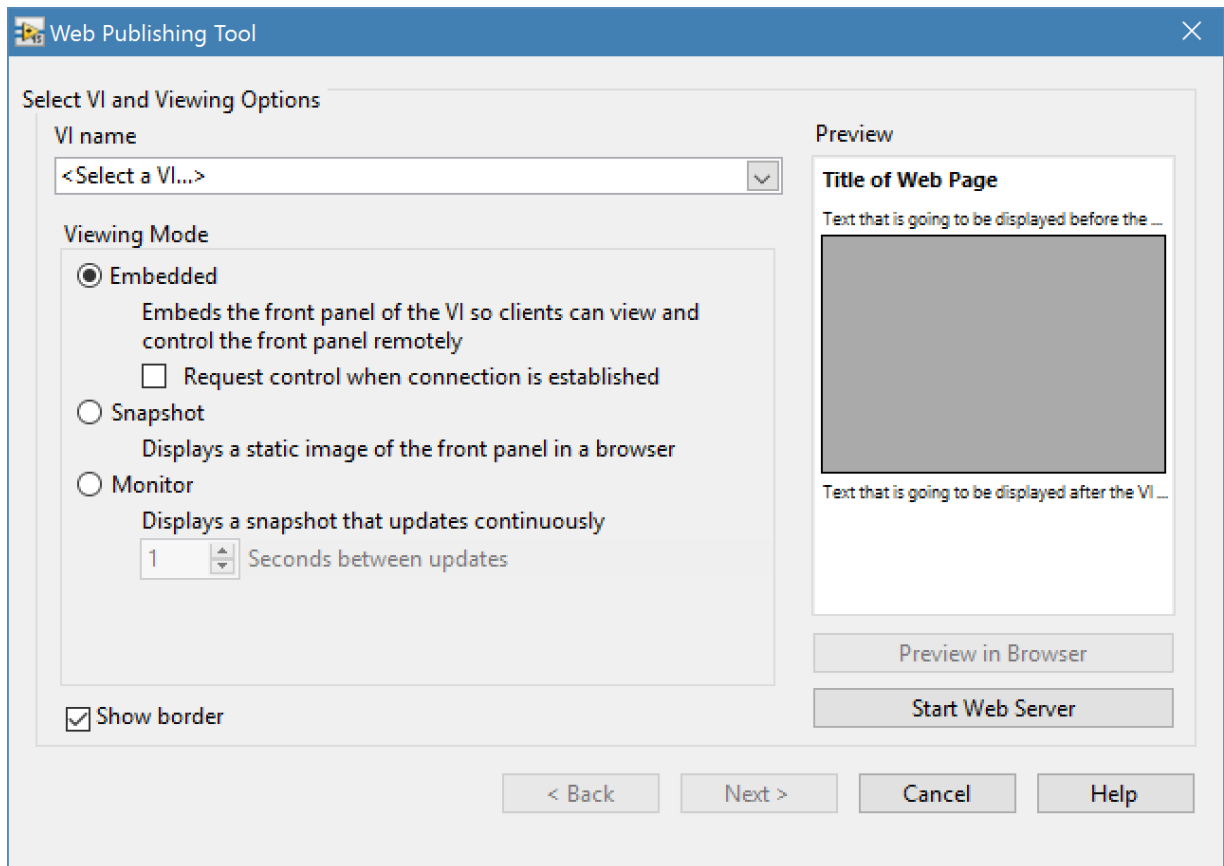 Web Publishing Tool
Select VI and Viewing Options
VI name
<Select a VI...>
Viewing Mode
Embedded
Embeds the front panel of the VI so clients can view and
control the front panel remotely
Request control when connection is established
Snapshot
Displays a static image of the front panel in a browser
Monitor
Displays a snapshot that updates continuously
1 Seconds between updates
Show border
Preview
Title of Web Page
Text that is going to be displayed before the ...
Text that is going to be displayed after the VI ...
Preview in Browser
Start Web Server
< Back Next > Cancel Help